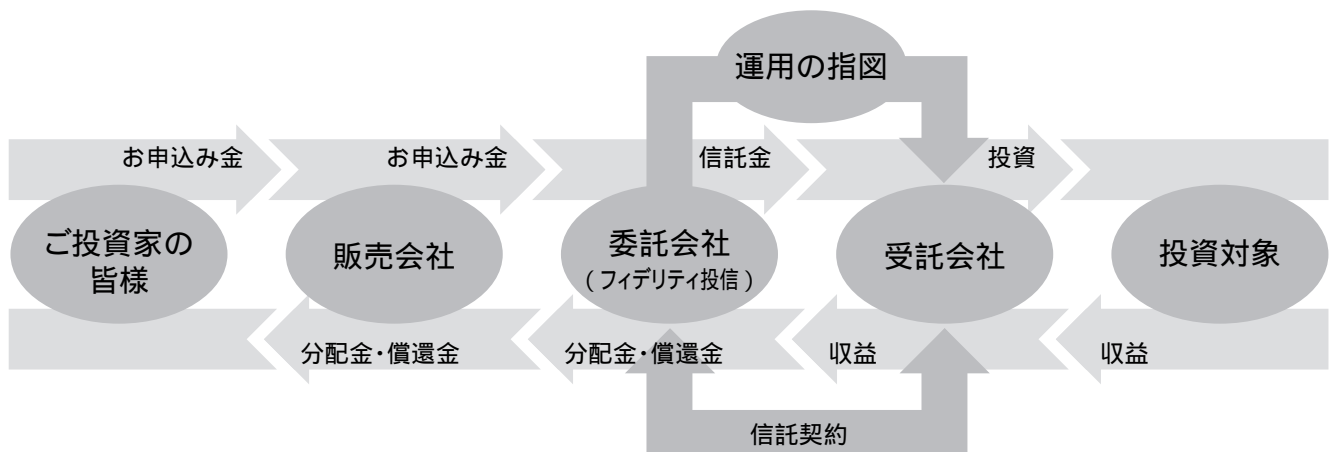 運用の指図
お申込み金
お申込み金
信託金
投資
ご投資家の
皆様
販売会社
委託会社
(フィデリティ投信)
受託会社
投資対象
分配金・償還金
分配金・償還金
収益
収益
信託契約